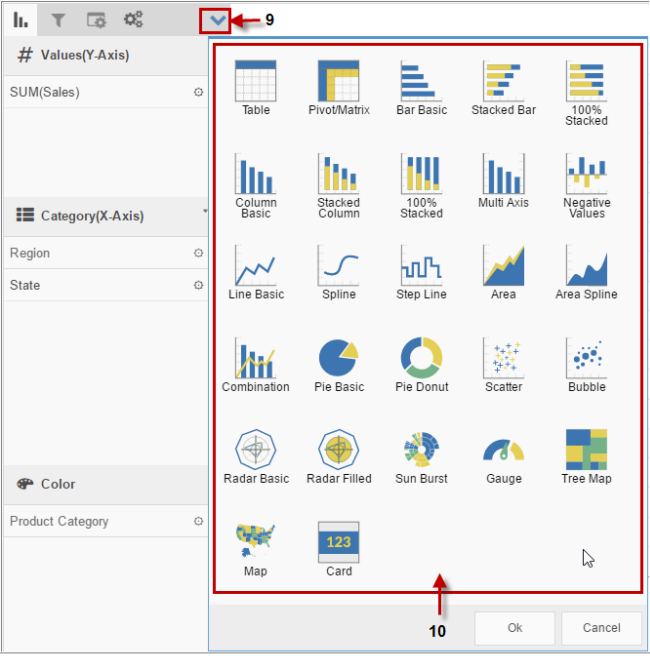 9
# Values(Y-Axis)
SUM(Sales)
Category(X-Axis)
Region
State
Color
Product Category
Table
Pivot/Matrix
Bar Basic
Stacked Bar
100%
Stacked
Column
Basic
Stacked
Column
100%
Stacked
Multi Axis
Negative
Values
Line Basic
Spline
Step Line
Area
Area Spline
Combination
Pie Basic
Pie Donut
Scatter
Bubble
Radar Basic
Radar Filled
Sun Burst
Gauge
Tree Map
Map
123
Card
10
Ok
Cancel